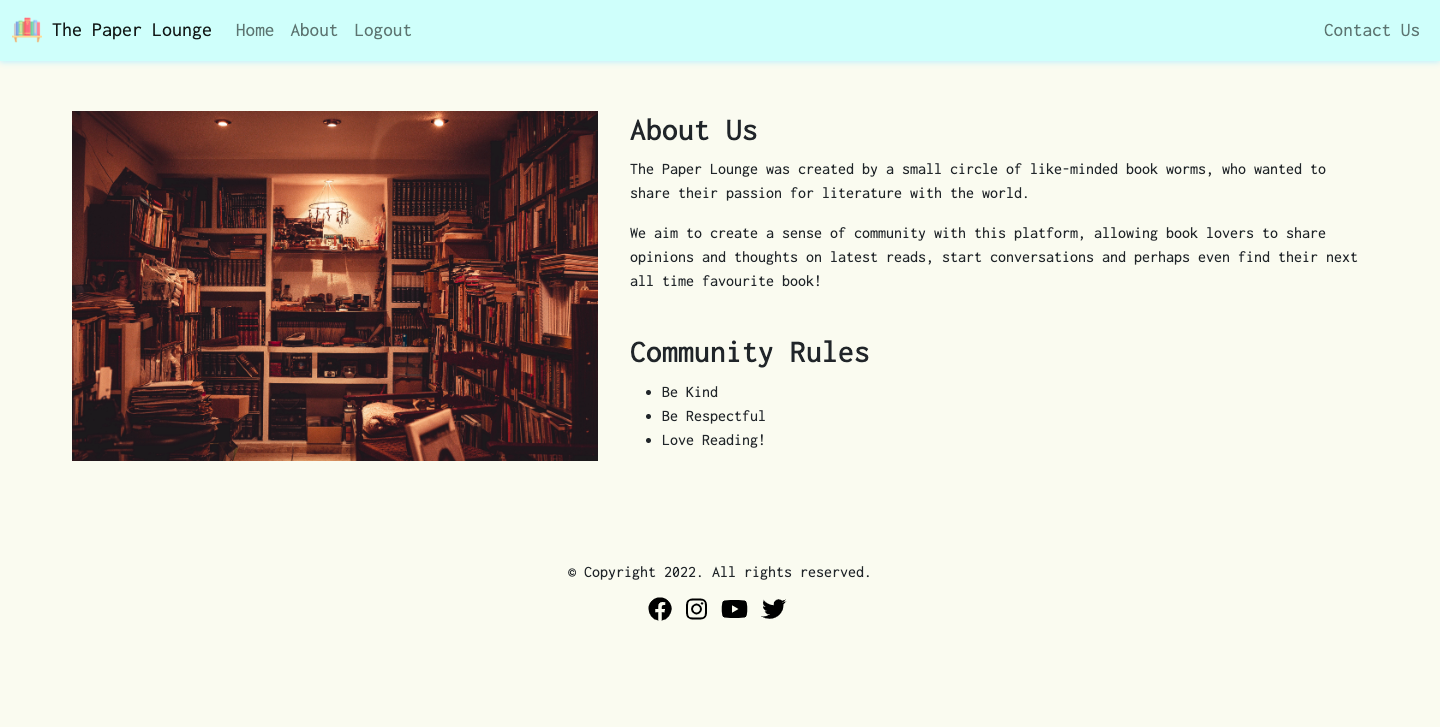 The Paper Lounge Home About Logout Contact Us
About Us
The Paper Lounge was created by a small circle of like-minded book worms, who wanted to
share their passion for literature with the world.
We aim to create a sense of community with this platform, allowing book lovers to share
opinions and thoughts on latest reads, start conversations and perhaps even find their next
all time favourite book!
Community Rules
• Be Kind
• Be Respectful
• Love Reading!
© Copyright 2022. All rights reserved.